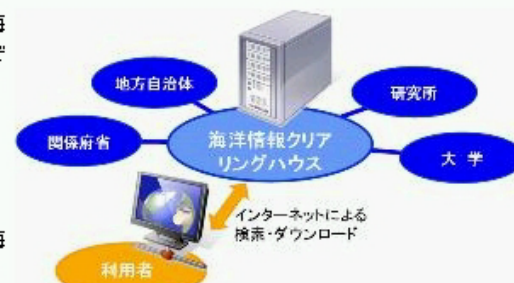 海
地方自治体
研究所
関係府省
海洋情報クリア
リングハウス
大 学
インターネットによる
検索・ダウンロード
海
利用者